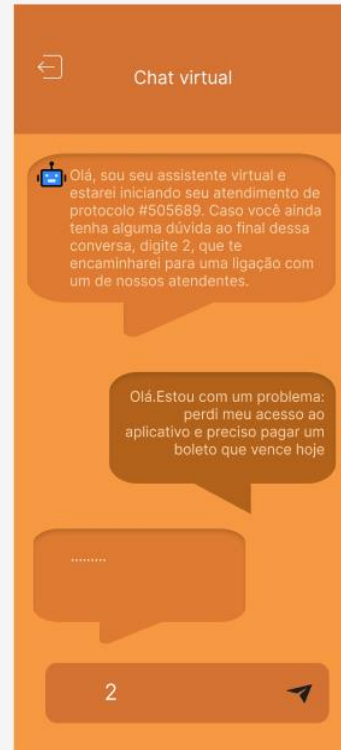 Chat virtual
Olá, sou seu assistente virtual e
estarei iniciando seu atendimento de
protocolo #505689. Caso você ainda
tenha alguma dúvida ao final dessa
conversa, digite 2, que te
encaminharei para uma ligação com
um de nossos atendentes.
Olá.Estou com um problema:
perdi meu acesso ao
aplicativo e preciso pagar um
boleto que vence hoje
.........
2